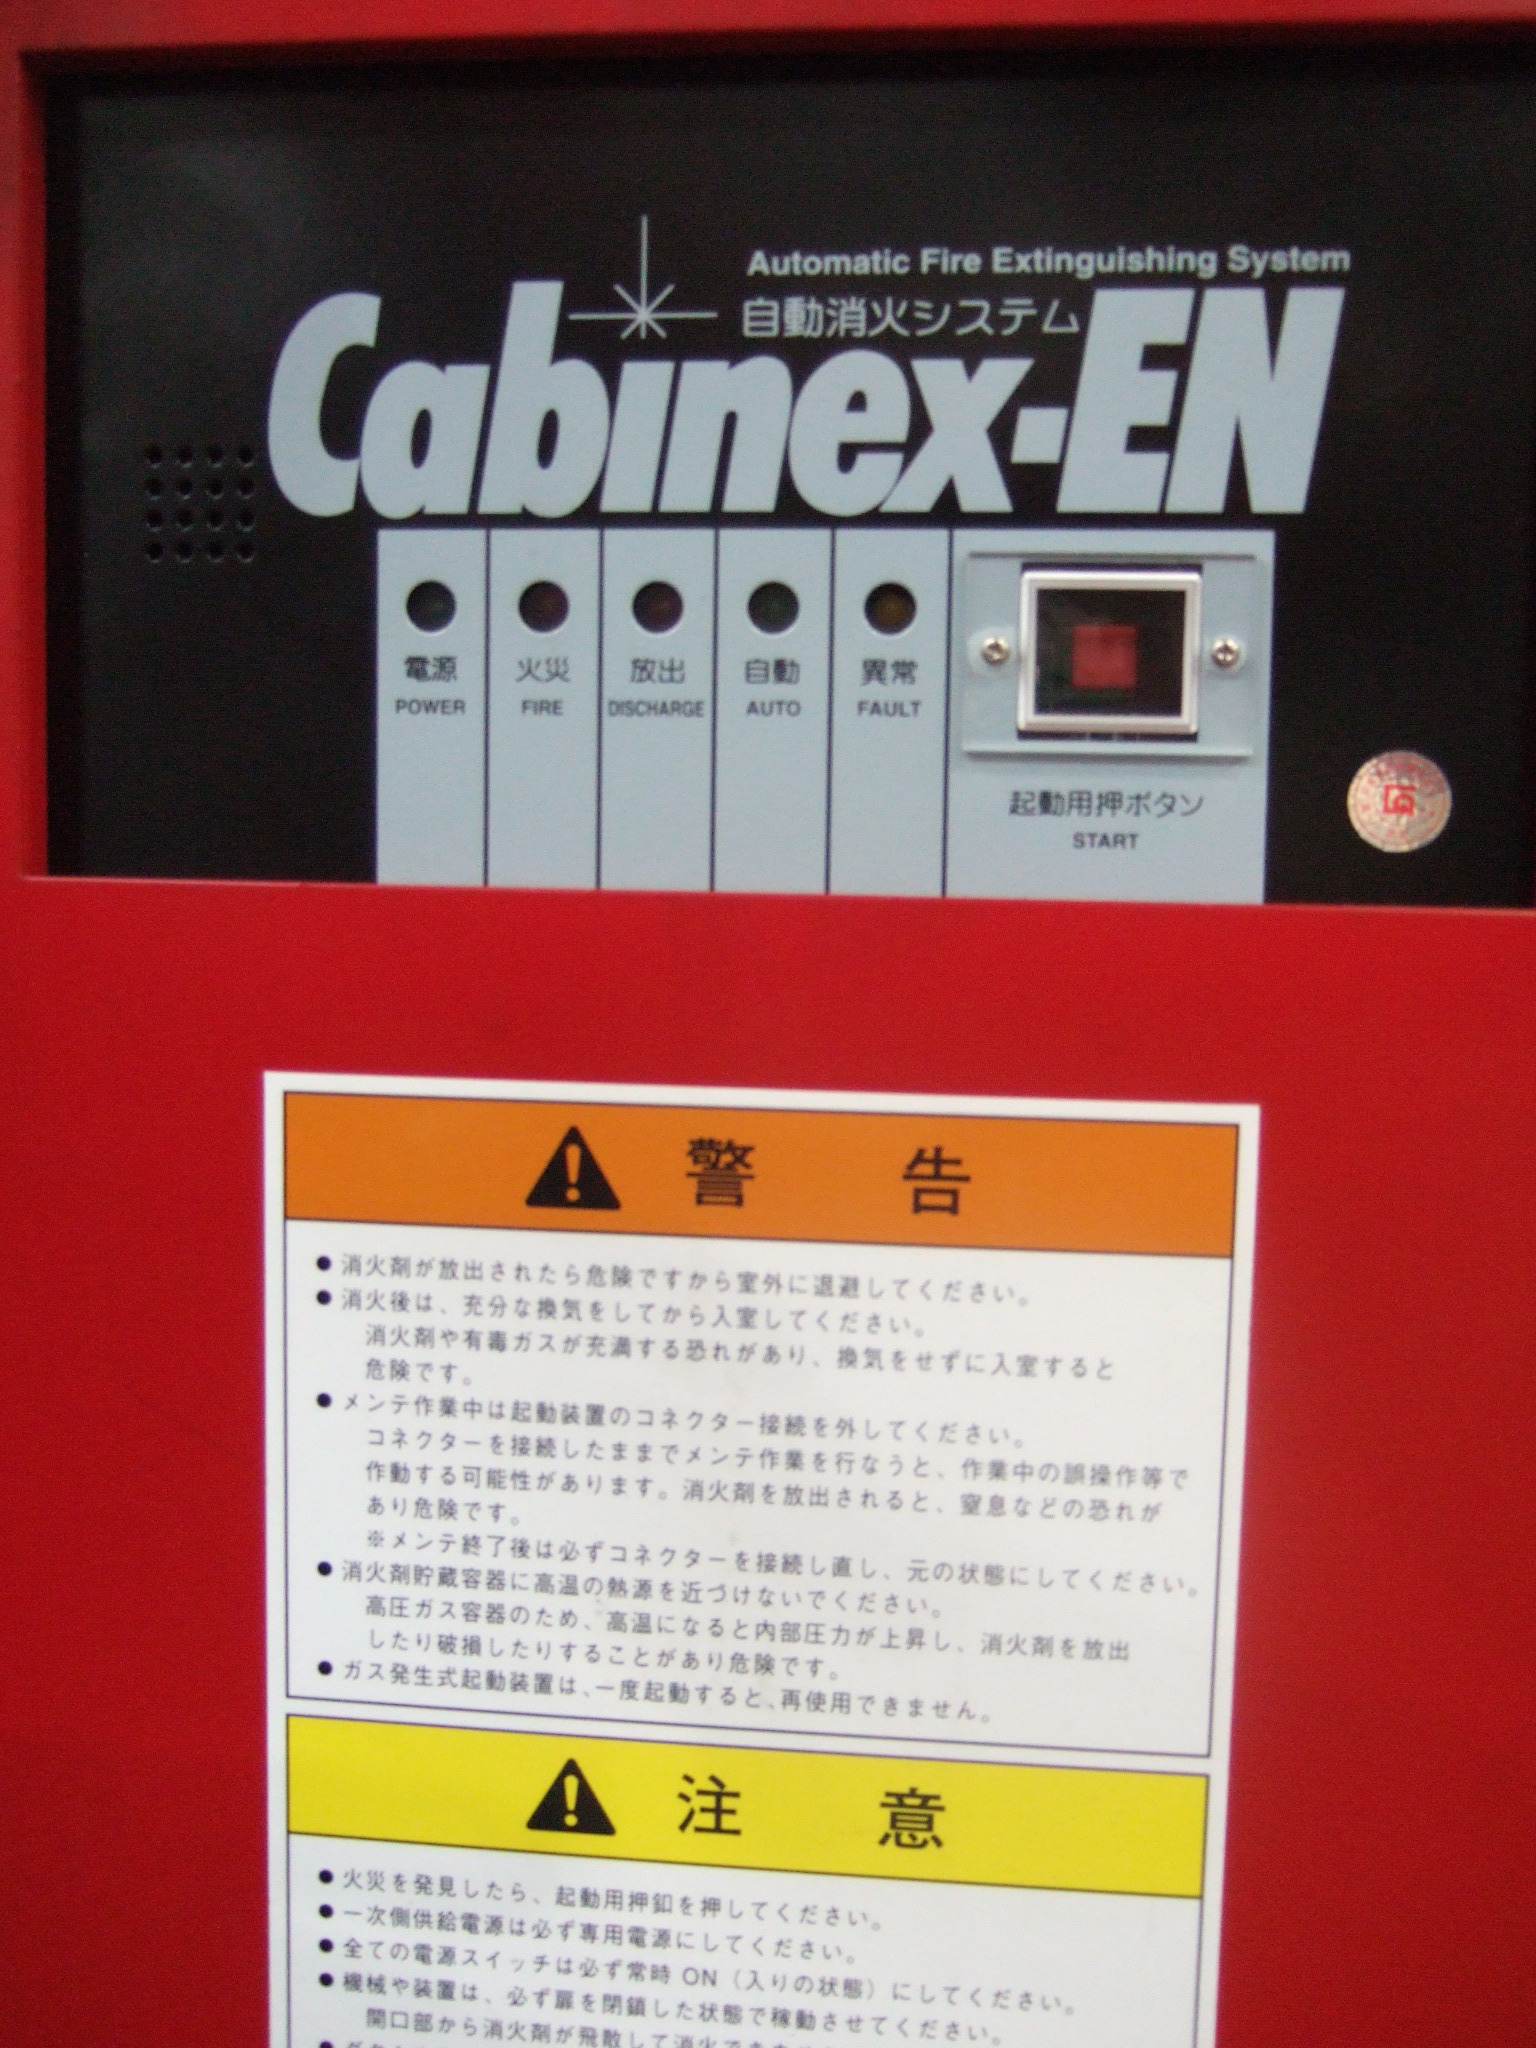 Automatic Fire Extinguishing System
自動消火システム
Cabinex-EN
電源 火災 放出 自動 異常
POWER FIRE DISCHARGE AUTO FAULT
起動用押ボタン
START
警告
●消火剤が放出されたら危険ですから室外に退避してください。
●消火後は、充分な換気をしてから入室してください。
消火剤や有毒ガスが充満する恐れがあり、換気をせずに入室すると
危険です。
●メンテ作業中は起動装置のコネクター接続を外してください。
コネクターを接続したままでメンテ作業を行なうと、作業中の誤操作等で
作動する可能性があります。消火剤を放出されると、窒息などの恐れが
あり危険です。
※メンテ終了後は必ずコネクターを接続し直し、元の状態にしてください。
●消火剤貯蔵容器に高温の熱源を近づけないでください。
高圧ガス容器のため、高温になると内部圧力が上昇し、消火剤を放出
したり破損したりすることがあり危険です。
●ガス発生式起動装置は、一度起動すると、再使用できません。
注意
●火災を発見したら、起動用押釦を押してください。
●一次側供給電源は必ず専用電源にしてください。
●全ての電源スイッチは必ず常時 ON（入りの状態）にしてください。
●機械や装置は、必ず扉を閉鎖した状態で稼動させてください。
開口部から消火剤が飛散して消火できま